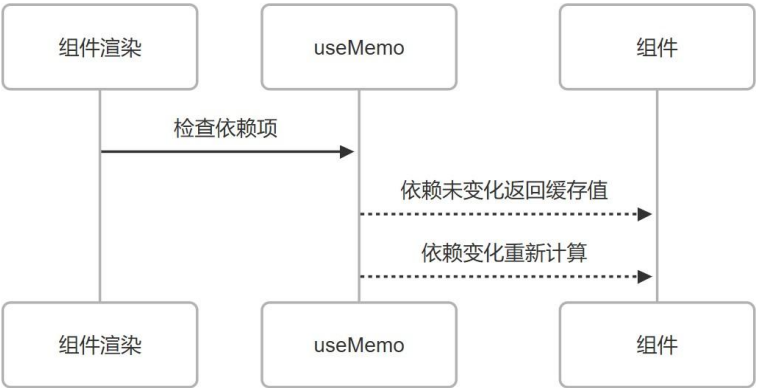 组件渲染
useMemo
组件
检查依赖项
依赖未变化返回缓存值
依赖变化重新计算
组件渲染
useMemo
组件